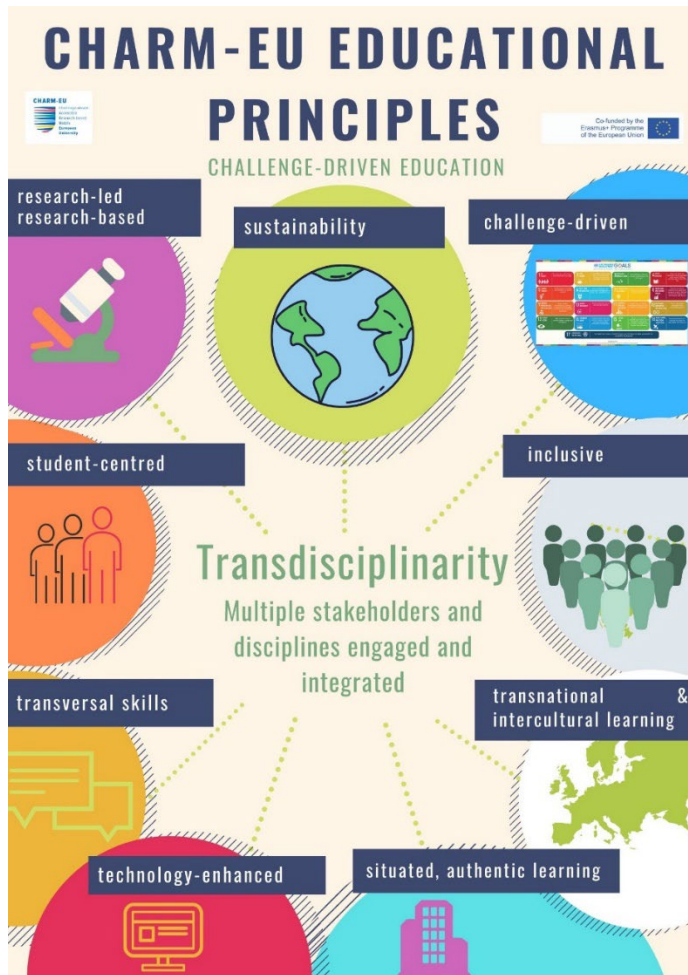 CHARM-EU EDUCATIONAL
PRINCIPLES
CHARM-EU
Co-funded by the
Erasmus+ Programme
of the European Union
CHALLENGE-DRIVEN EDUCATION
research-led
research-based
sustainability
challenge-driven
student-centred
inclusive
Transdisciplinarity
Multiple stakeholders and
disciplines engaged and
integrated
transversal skills
transnational &
intercultural learning
technology-enhanced
situated, authentic learning